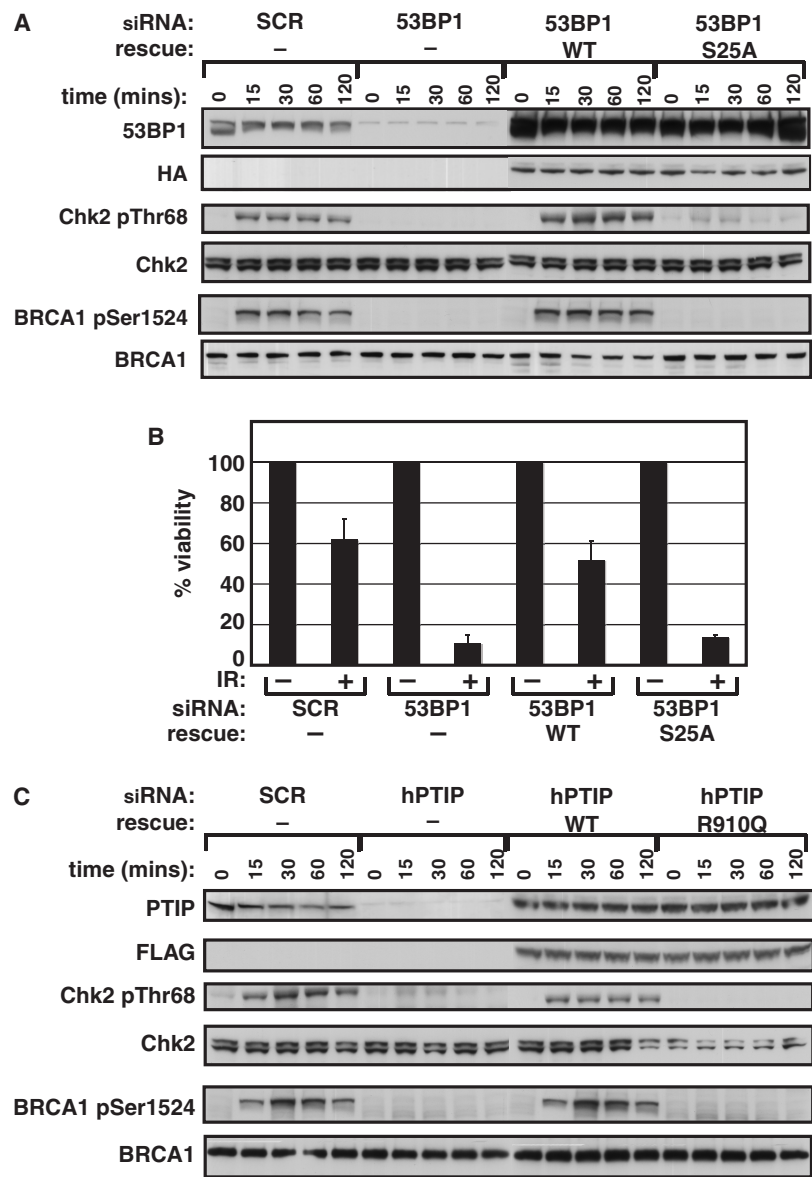 A
siRNA: SCR 53BP1 53BP1 53BP1
rescue: – – WT S25A
time (mins): 0 15 30 60 120 0 15 30 60 120 0 15 30 60 120 0 15 30 60 120
53BP1
HA
Chk2 pThr68
Chk2
BRCA1 pSer1524
BRCA1
B
% viability
100
80
60
40
20
0
IR: – + – + – + – +
siRNA: SCR 53BP1 53BP1 53BP1
rescue: – – WT S25A
C
siRNA: SCR hPTIP hPTIP hPTIP
rescue: – – WT R910Q
time (mins): 0 15 30 60 120 0 15 30 60 120 0 15 30 60 120 0 15 30 60 120
PTIP
FLAG
Chk2 pThr68
Chk2
BRCA1 pSer1524
BRCA1